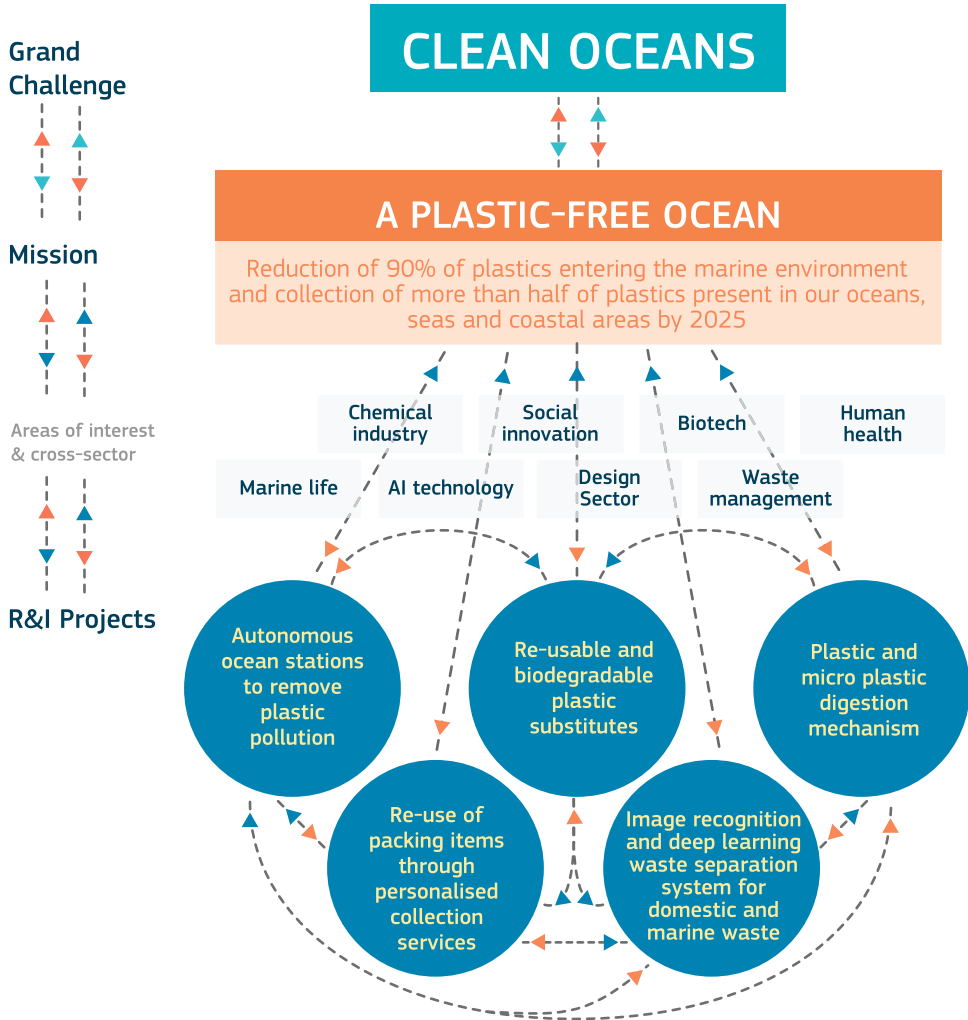 Grand
Challenge
Mission
Areas of interest
& cross-sector
R&I Projects
CLEAN OCEANS
A PLASTIC-FREE OCEAN
Reduction of 90% of plastics entering the marine environment
and collection of more than half of plastics present in our oceans,
seas and coastal areas by 2025
Chemical
industry
Social
innovation
Biotech
Human
health
Marine life
AI technology
Design
Sector
Waste
management
Autonomous
ocean stations
to remove
plastic
pollution
Re-usable and
biodegradable
plastic
substitutes
Plastic and
micro plastic
digestion
mechanism
Re-use of
packing items
through
personalised
collection
services
Image recognition
and deep learning
waste separation
system for
domestic and
marine waste